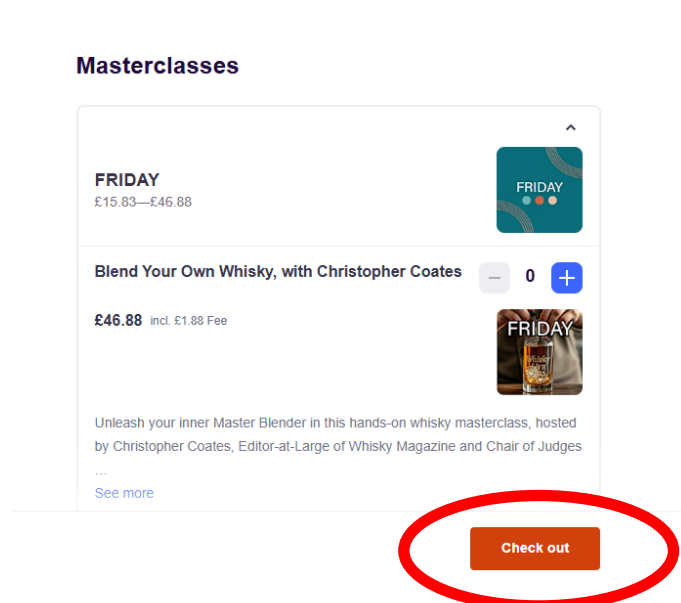 Masterclasses
FRIDAY
£15.83—£46.88
FRIDAY
Blend Your Own Whisky, with Christopher Coates
0
£46.88 incl. £1.88 Fee
FRIDAY
Whisky
Unleash your inner Master Blender in this hands-on whisky masterclass, hosted
by Christopher Coates, Editor-at-Large of Whisky Magazine and Chair of Judges
...
See more
Check out